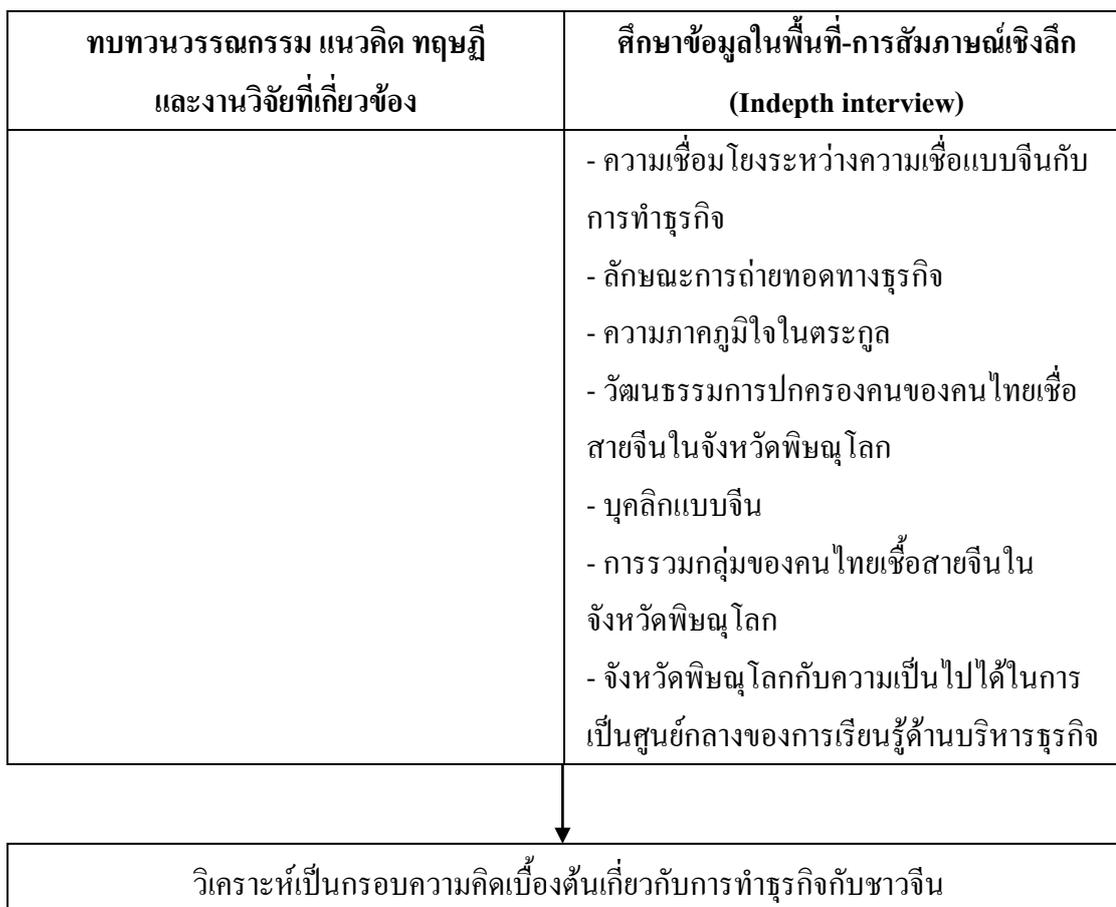 ทบทวนวรรณกรรม แนวคิด ทฤษฏี
และงานวิจัยที่เกี่ยวข้อง
ศึกษาข้อมูลในพื้นที่-การสัมภาษณ์เชิงลึก
(Indepth interview)
- ความเชื่อมโยงระหว่างความเชื่อแบบจีนกับ
การทำธุรกิจ
- ลักษณะการถ่ายทอดทางธุรกิจ
- ความภาคภูมิใจในตระกูล
- วัฒนธรรมการปกครองคนของคนไทยเชื่อ
สายจีนในจังหวัดพิษณุโลก
- บุคลิกแบบจีน
- การรวมกลุ่มของคนไทยเชื้อสายจีนใน
จังหวัดพิษณุโลก
- จังหวัดพิษณุโลกกับความเป็นไปได้ในการ
เป็นศูนย์กลางของการเรียนรู้ด้านบริหารธุรกิจ
วิเคราะห์เป็นกรอบความคิดเบื้องต้นเกี่ยวกับการทำธุรกิจกับชาวจีน